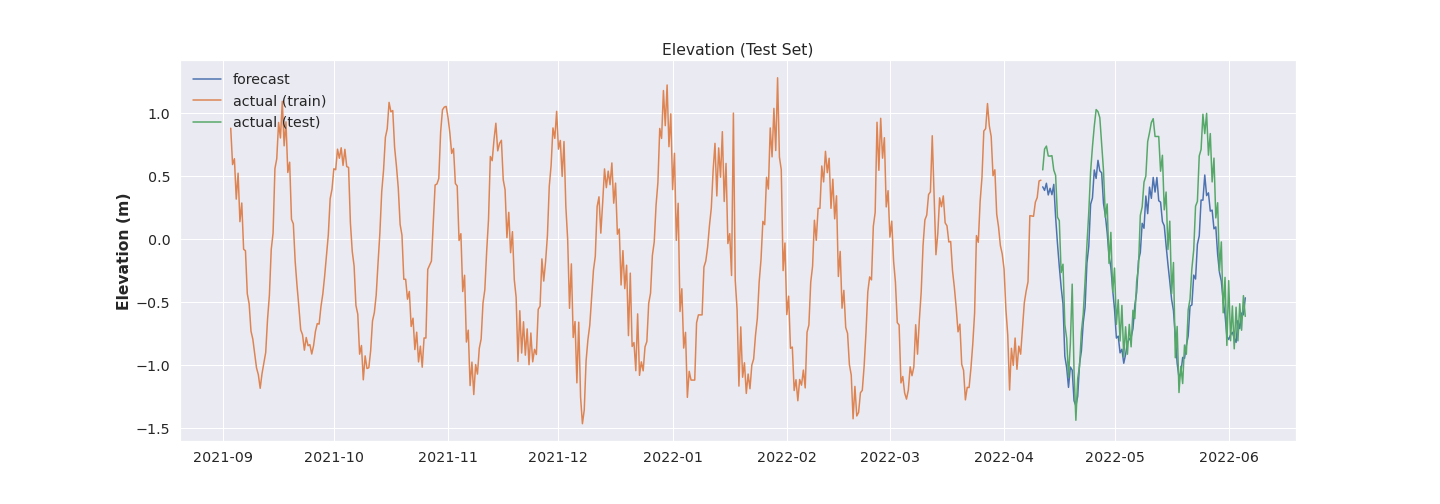 Elevation (Test Set)
forecast
actual (train)
actual (test)
Elevation (m)
1.0
0.5
0.0
−0.5
−1.0
−1.5
2021-09 2021-10 2021-11 2021-12 2022-01 2022-02 2022-03 2022-04 2022-05 2022-06